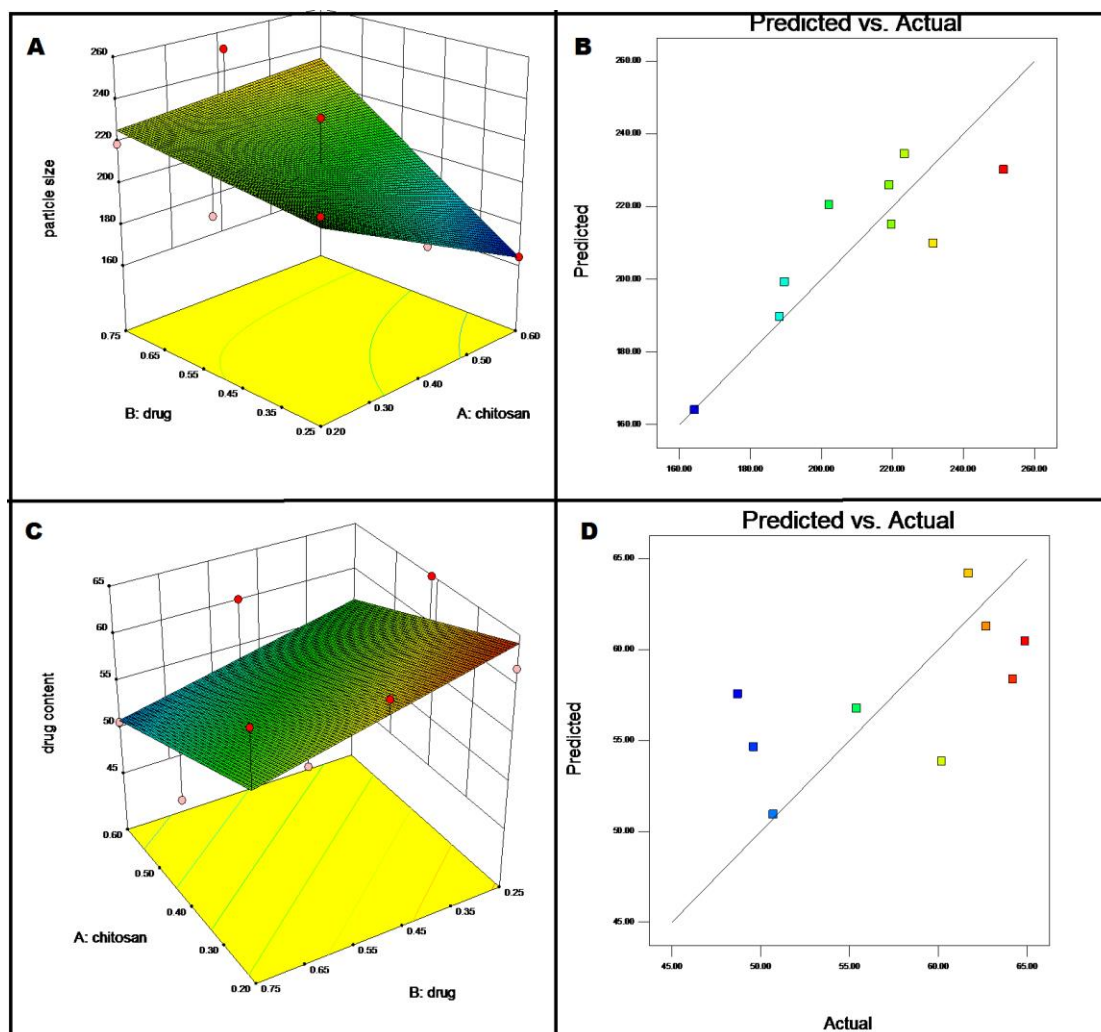 A
260
240
220
200
180
160
particle size
0.75
0.65
0.55
0.45
0.35
0.25
B: drug
0.20
0.30
0.40
0.50
0.60
A: chitosan
B
Predicted vs. Actual
260.00
240.00
220.00
200.00
180.00
160.00
Predicted
160.00 180.00 200.00 220.00 240.00 260.00
C
65
60
55
50
45
drug content
0.60
0.50
0.40
0.30
0.20
A: chitosan
0.75
0.65
0.55
0.45
0.35
0.25
B: drug
D
Predicted vs. Actual
65.00
60.00
55.00
50.00
45.00
Predicted
45.00 50.00 55.00 60.00 65.00
Actual